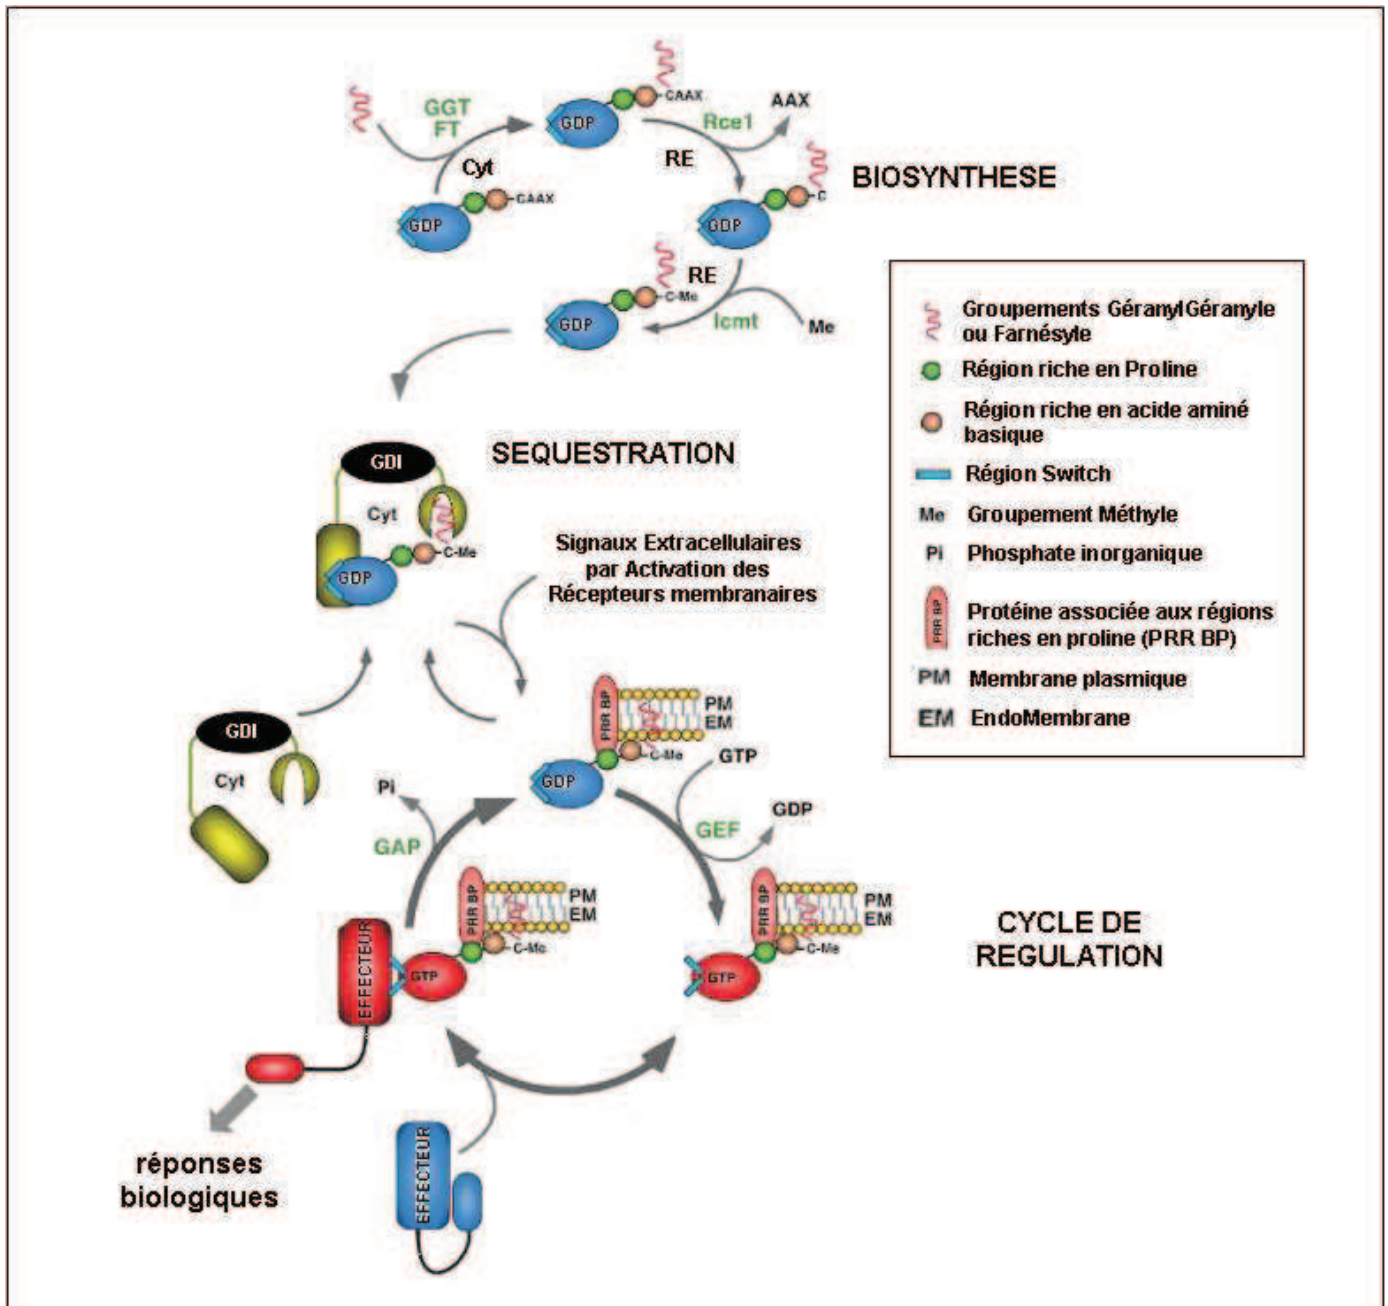 GGT
FT
Cyt
GDP
CAAX
GDP
CAAX
Rce1
AAX
RE
GDP
C
BIOSYNTHESE
RE
GDP
C-Me
Icmt
Me
Groupements GéranylGéranyle
ou Farnésyle
Région riche en Proline
Région riche en acide aminé
basique
Région Switch
Me
Groupement Méthyle
Pi
Phosphate inorganique
PRR BP
Protéine associée aux régions
riches en proline (PRR BP)
PM
Membrane plasmique
EM
EndoMembrane
SEQUESTRATION
GDI
Cyt
C-Me
GDP
Signaux Extracellulaires
par Activation des
Récepteurs membranaires
GDI
Cyt
PRR BP
PM
EM
C-Me
GDP
GTP
GEF
GDP
Pi
GAP
PRR BP
PM
EM
C-Me
GTP
EFFECTEUR
PRR BP
PM
EM
C-Me
GTP
CYCLE DE
REGULATION
EFFECTEUR
réponses
biologiques